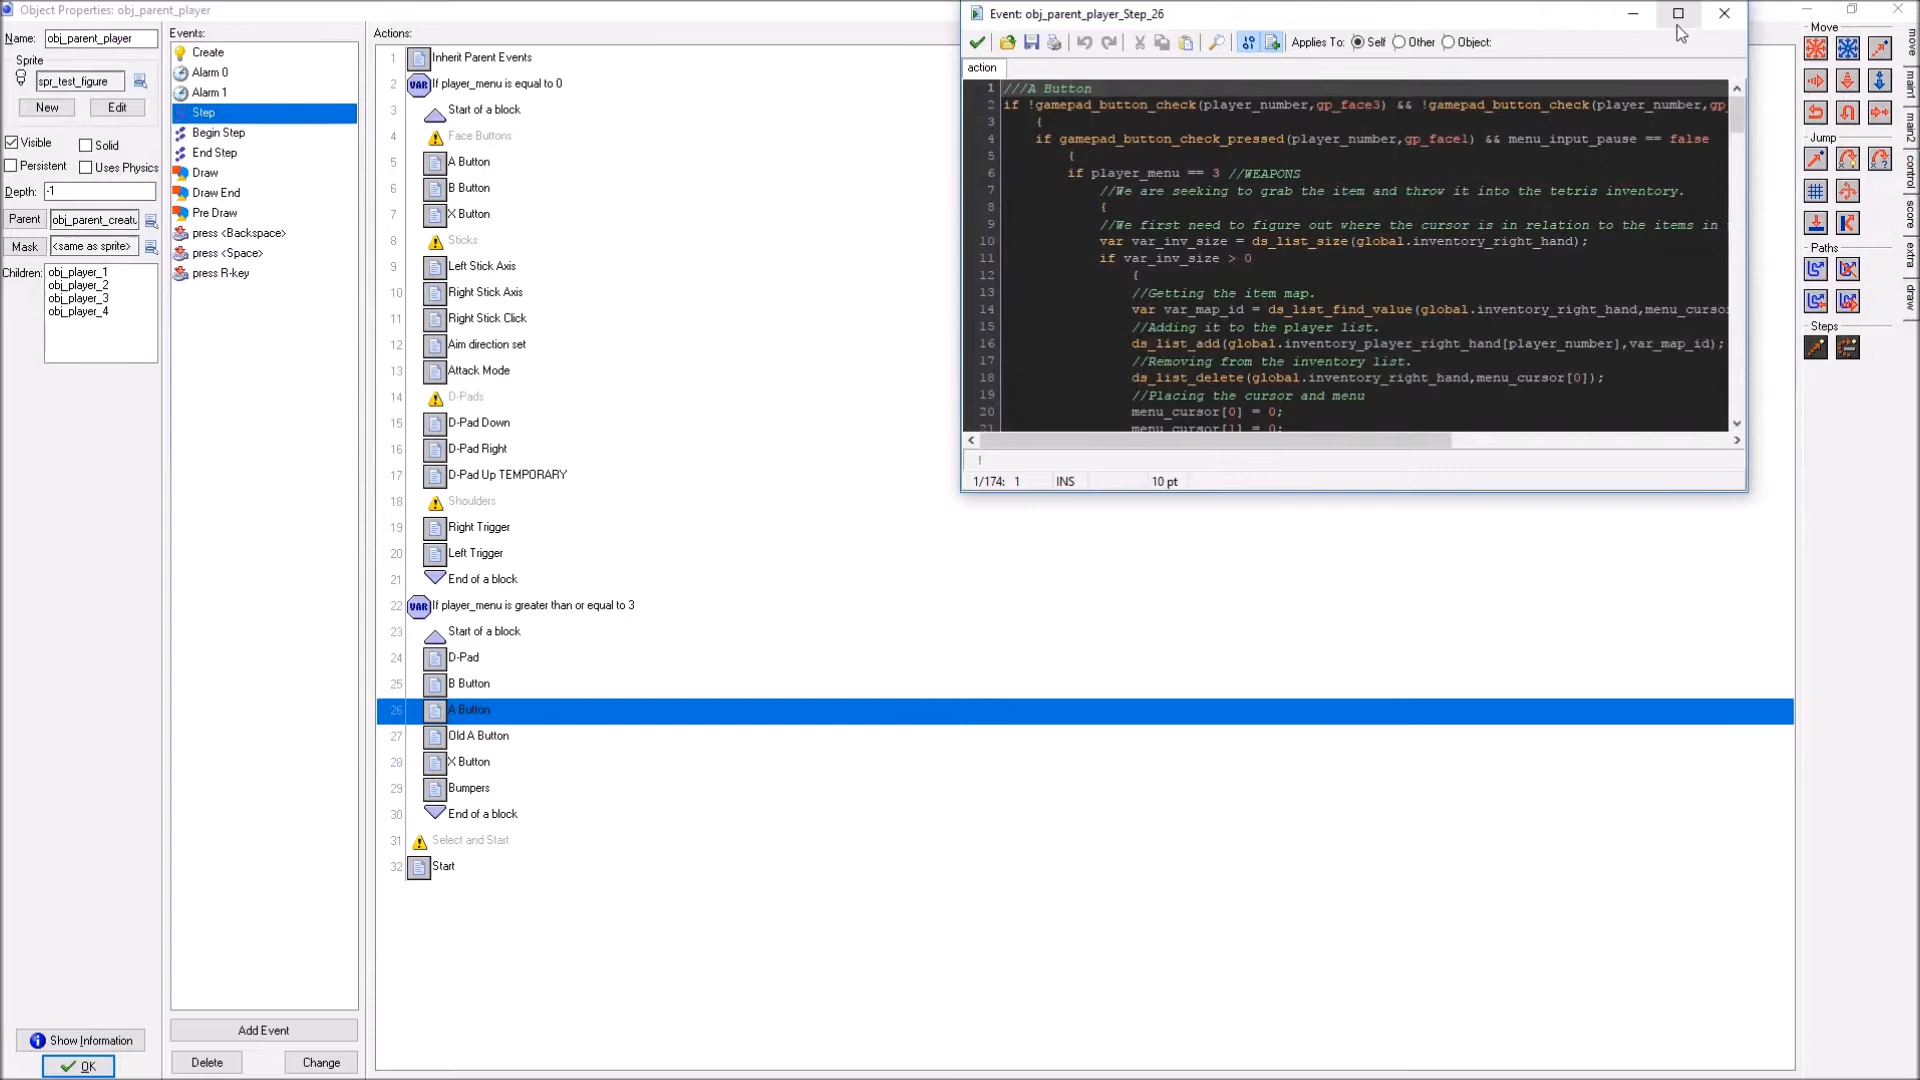 Object Properties: obj_parent_player
Name: obj_parent_player
Sprite
spr_test_figure
New
Edit
Visible
Solid
Persistent
Uses Physics
Depth: -1
Parent
obj_parent_creatu
Mask
<same as sprite>
Children:
obj_player_1
obj_player_2
obj_player_3
obj_player_4
Show Information
OK
Events:
Create
Alarm 0
Alarm 1
Step
Begin Step
End Step
Draw
Draw End
Pre Draw
press <Backspace>
press <Space>
press R-key
Add Event
Delete
Change
Actions:
1 Inherit Parent Events
2 VAR If player_menu is equal to 0
3 Start of a block
4 Face Buttons
5 A Button
6 B Button
7 X Button
8 Sticks
9 Left Stick Axis
10 Right Stick Axis
11 Right Stick Click
12 Aim direction set
13 Attack Mode
14 D-Pads
15 D-Pad Down
16 D-Pad Right
17 D-Pad Up TEMPORARY
18 Shoulders
19 Right Trigger
20 Left Trigger
21 End of a block
22 VAR If player_menu is greater than or equal to 3
23 Start of a block
24 D-Pad
25 B Button
26 A Button
27 Old A Button
28 X Button
29 Bumpers
30 End of a block
31 Select and Start
32 Start
Event: obj_parent_player_Step_26
Applies To: Self Other Object:
action
1 ///A Button
2 if !gamepad_button_check(player_number,gp_face3) && !gamepad_button_check(player_number,gp_
3 {
4 if gamepad_button_check_pressed(player_number,gp_face1) && menu_input_pause == false
5 {
6 if player_menu == 3 //WEAPONS
7 //We are seeking to grab the item and throw it into the tetris inventory.
8 {
9 //We first need to figure out where the cursor is in relation to the items in
10 var var_inv_size = ds_list_size(global.inventory_right_hand);
11 if var_inv_size > 0
12 {
13 //Getting the item map.
14 var var_map_id = ds_list_find_value(global.inventory_right_hand,menu_curso
15 //Adding it to the player list.
16 ds_list_add(global.inventory_player_right_hand[player_number],var_map_id);
17 //Removing from the inventory list.
18 ds_list_delete(global.inventory_right_hand,menu_cursor[0]);
19 //Placing the cursor and menu
20 menu_cursor[0] = 0;
21 menu_cursor[1] = 0;
!
1/174: 1
INS
10 pt
Move
Jump
Paths
Steps
move
main1
main2
control
score
extra
draw